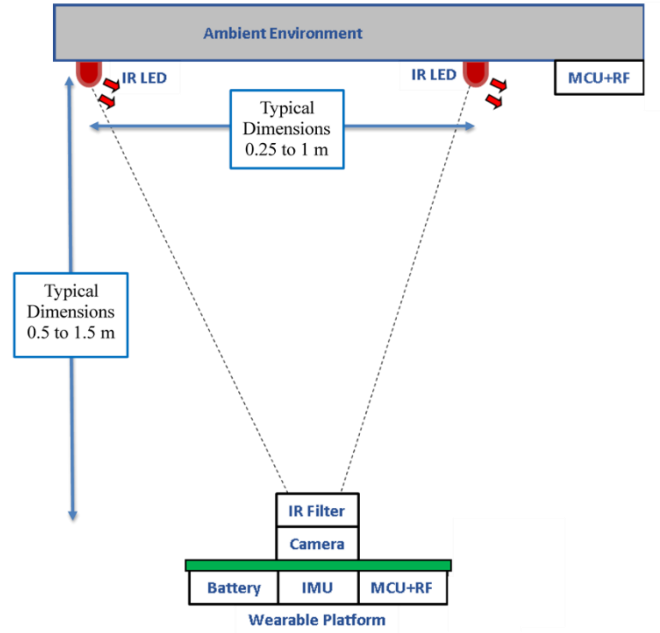 Ambient Environment
IR LED
IR LED
MCU+RF
Typical
Dimensions
0.25 to 1 m
Typical
Dimensions
0.5 to 1.5 m
IR Filter
Camera
Battery
IMU
MCU+RF
Wearable Platform